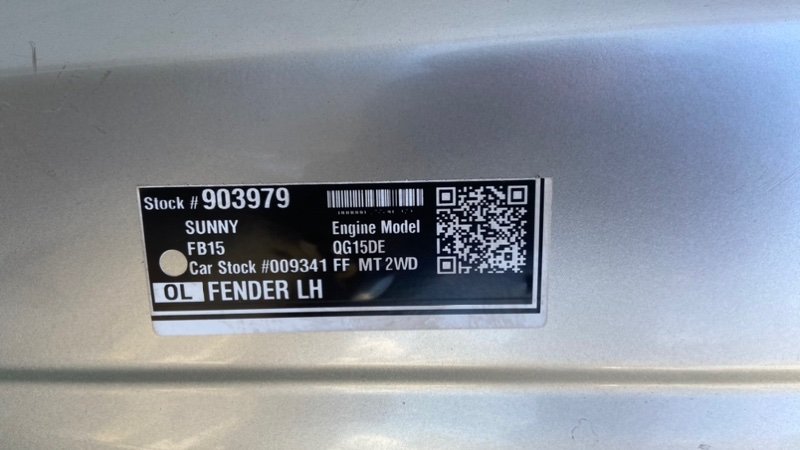 Stock # 903979
SUNNY
FB15
Car Stock #009341
Engine Model
QG15DE
FF MT 2WD
OL FENDER LH